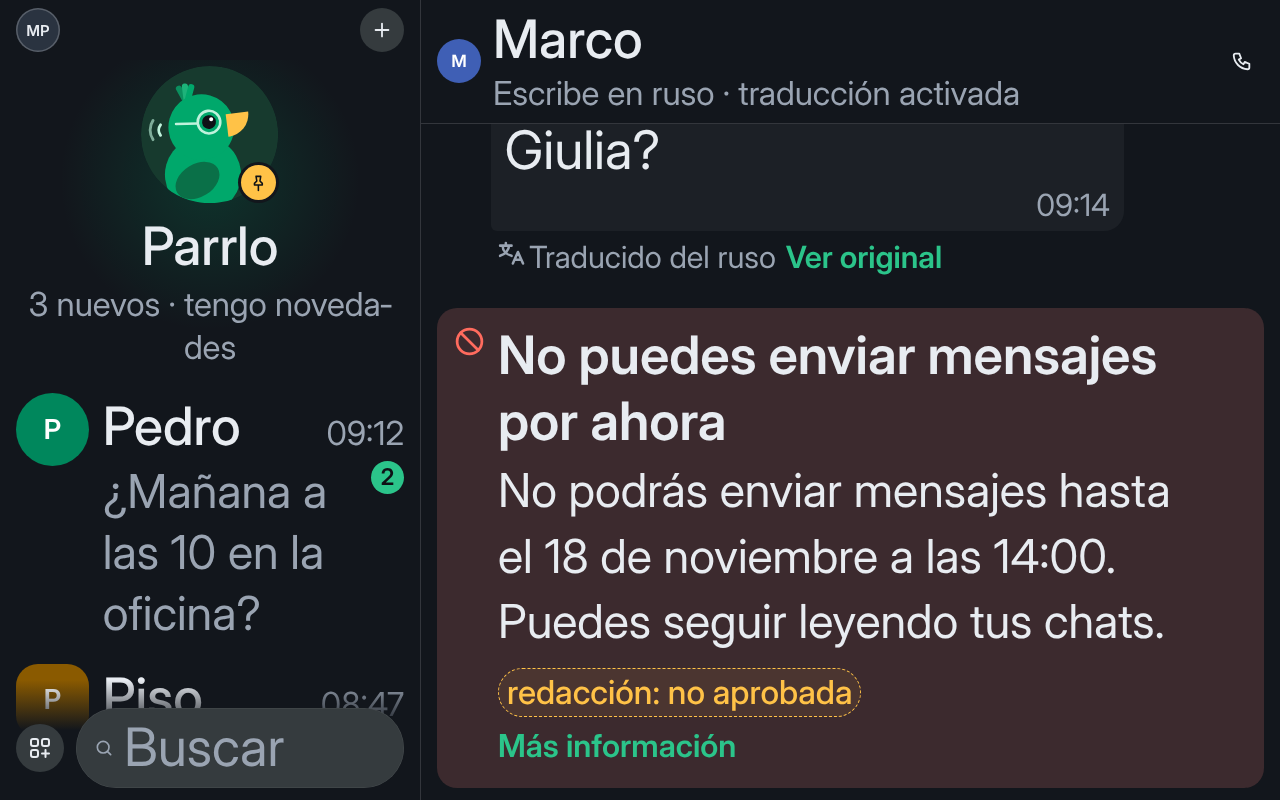 MP
Parrlo
3 nuevos · tengo noveda-
des
P
Pedro
09:12
¿Mañana a
las 10 en la
oficina?
2
P
Piso
08:47
Buscar
M
Marco
Escribe en ruso · traducción activada
Giulia?
09:14
Traducido del ruso Ver original
No puedes enviar mensajes
por ahora
No podrás enviar mensajes hasta
el 18 de noviembre a las 14:00.
Puedes seguir leyendo tus chats.
redacción: no aprobada
Más información